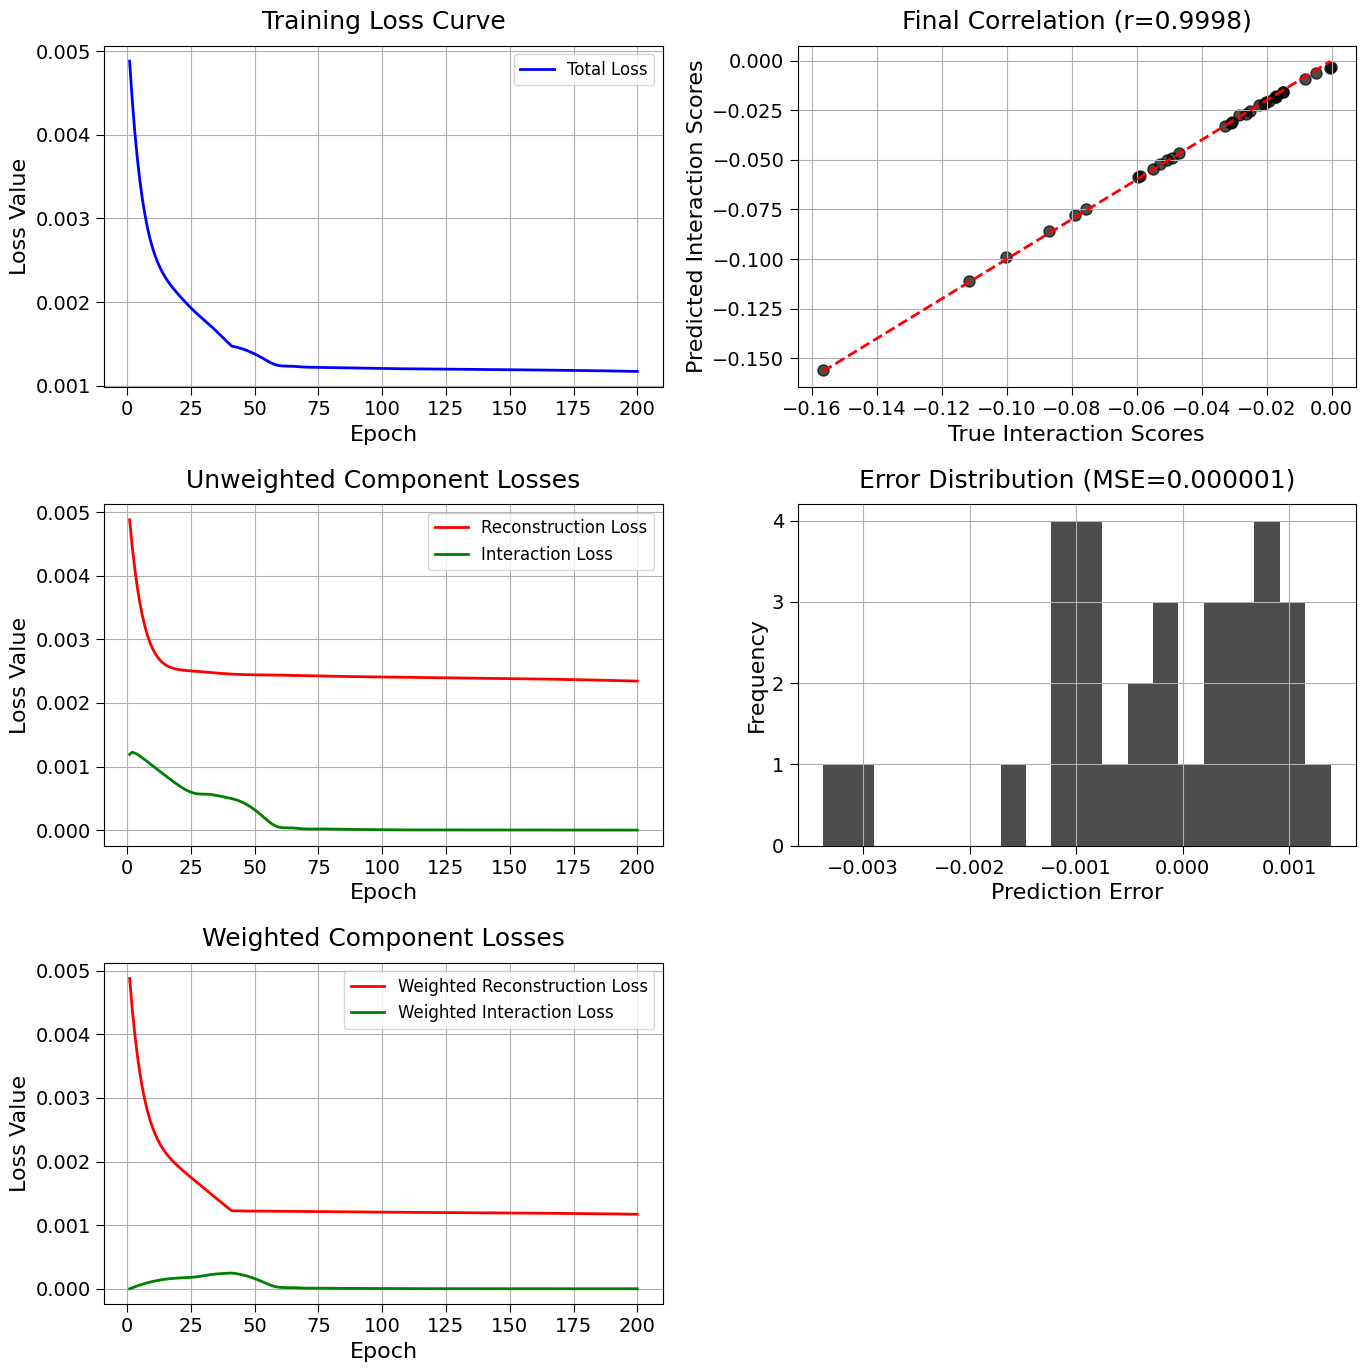 Training Loss Curve
Loss Value
0.005
0.004
0.003
0.002
0.001
Total Loss
0 25 50 75 100 125 150 175 200
Epoch
Final Correlation (r=0.9998)
Predicted Interaction Scores
0.000
−0.025
−0.050
−0.075
−0.100
−0.125
−0.150
−0.16 −0.14 −0.12 −0.10 −0.08 −0.06 −0.04 −0.02 0.00
True Interaction Scores
Unweighted Component Losses
Loss Value
0.005
0.004
0.003
0.002
0.001
0.000
Reconstruction Loss
Interaction Loss
0 25 50 75 100 125 150 175 200
Epoch
Error Distribution (MSE=0.000001)
Frequency
4
3
2
1
0
−0.003 −0.002 −0.001 0.000 0.001
Prediction Error
Weighted Component Losses
Loss Value
0.005
0.004
0.003
0.002
0.001
0.000
Weighted Reconstruction Loss
Weighted Interaction Loss
0 25 50 75 100 125 150 175 200
Epoch